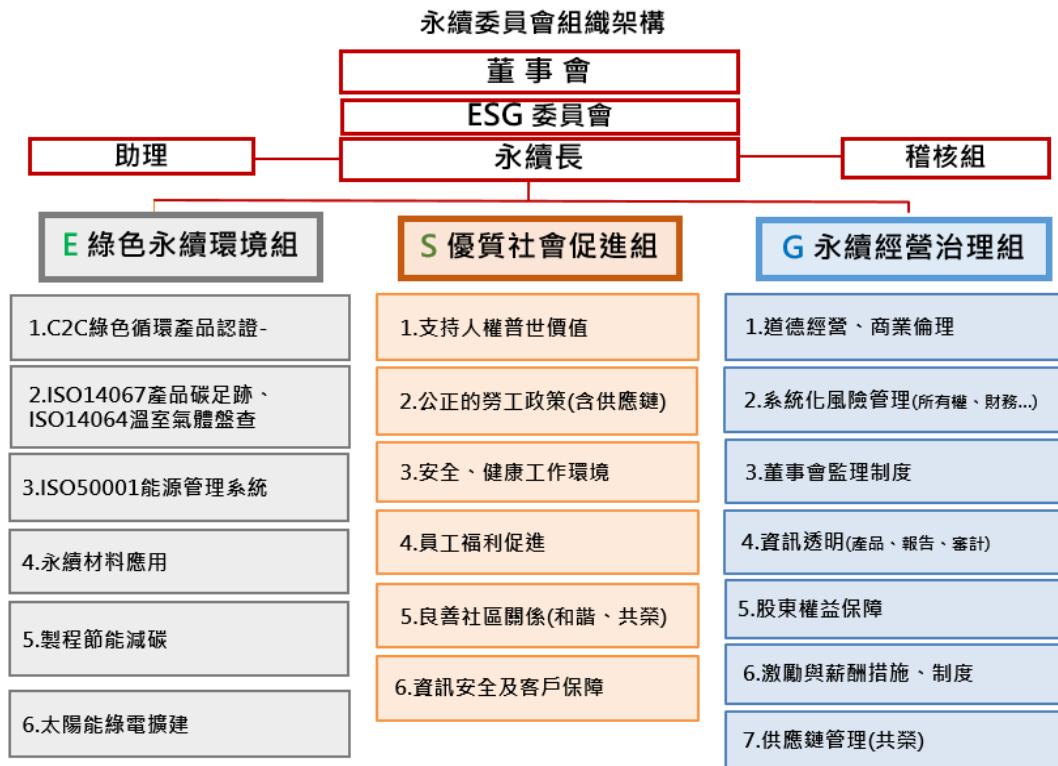 永續委員會組織架構
董 事 會
ESG 委員會
助理
永續長
稽核組
E 綠色永續環境組
1.C2C綠色循環產品認證-
2.ISO14067產品碳足跡、
ISO14064溫室氣體盤查
3.ISO50001能源管理系統
4.永續材料應用
5.製程節能減碳
6.太陽能綠電擴建
S 優質社會促進組
1.支持人權普世價值
2.公正的勞工政策(含供應鏈)
3.安全、健康工作環境
4.員工福利促進
5.良善社區關係(和諧、共榮)
6.資訊安全及客戶保障
G 永續經營治理組
1.道德經營、商業倫理
2.系統化風險管理(所有權、財務...)
3.董事會監理制度
4.資訊透明(產品、報告、審計)
5.股東權益保障
6.激勵與薪酬措施、制度
7.供應鏈管理(共榮)